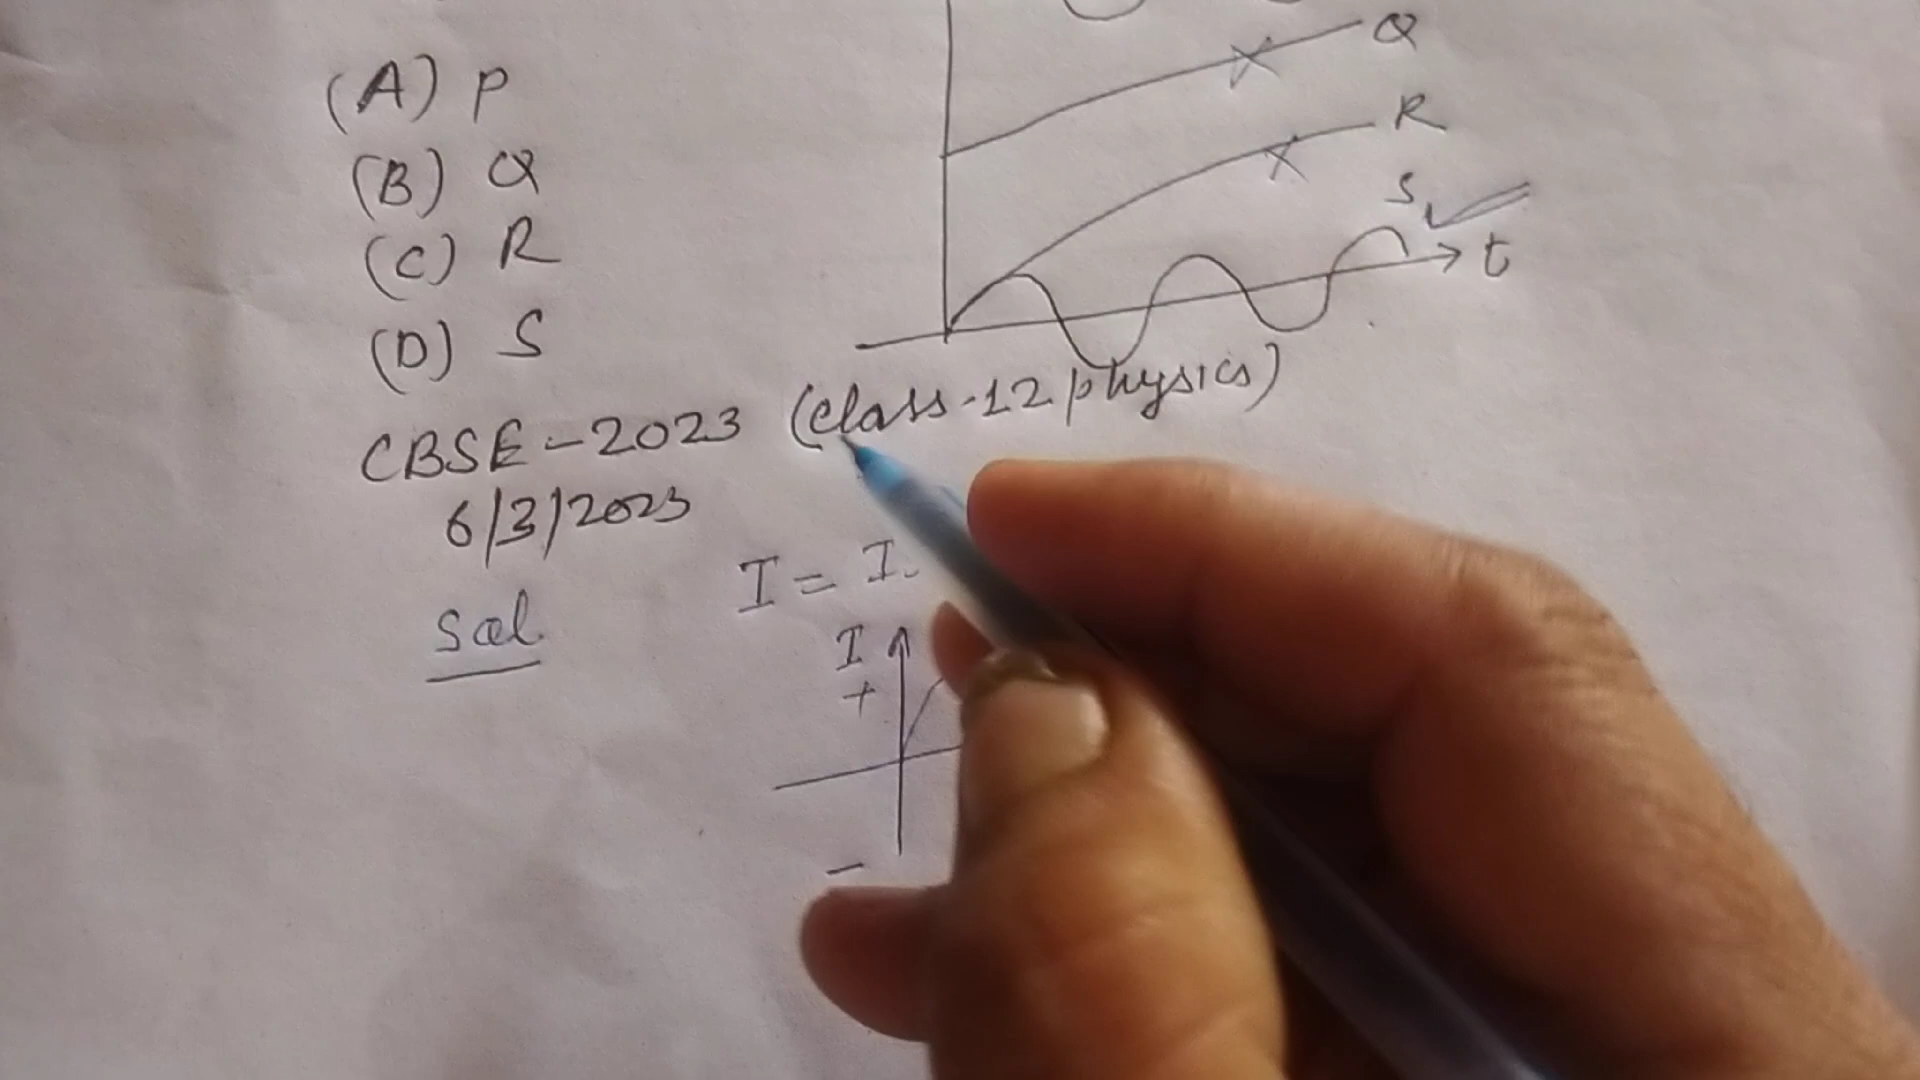 Q
(A) P
R
(B) Q
S
(C) R
t
(D) S
CBSE-2023 (class-12 physics)
6/3/2023
I = I
Sol.
I
+
-